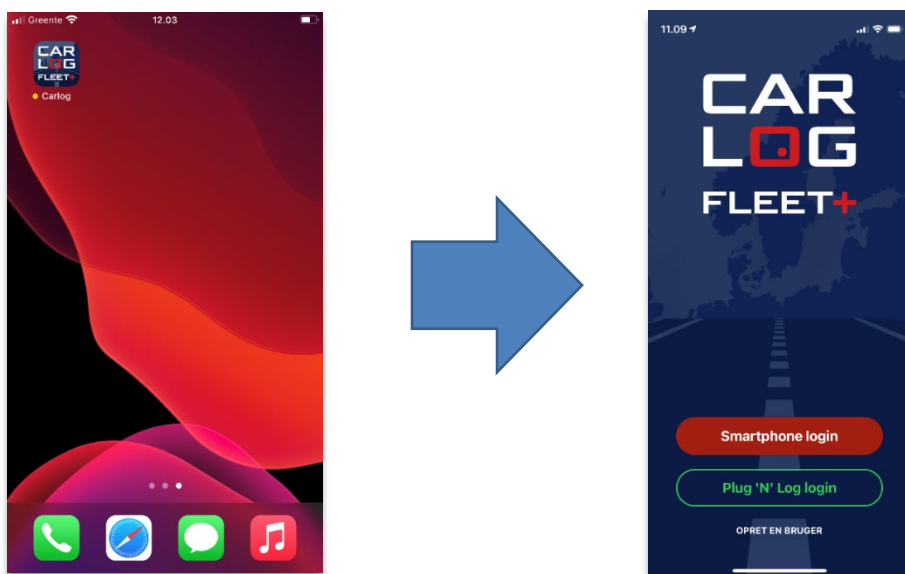 Greente
12.03
CAR
LOG
FLEET+
Carlog
11.09
CAR
LOG
FLEET+
Smartphone login
Plug 'N' Log login
OPRET EN BRUGER